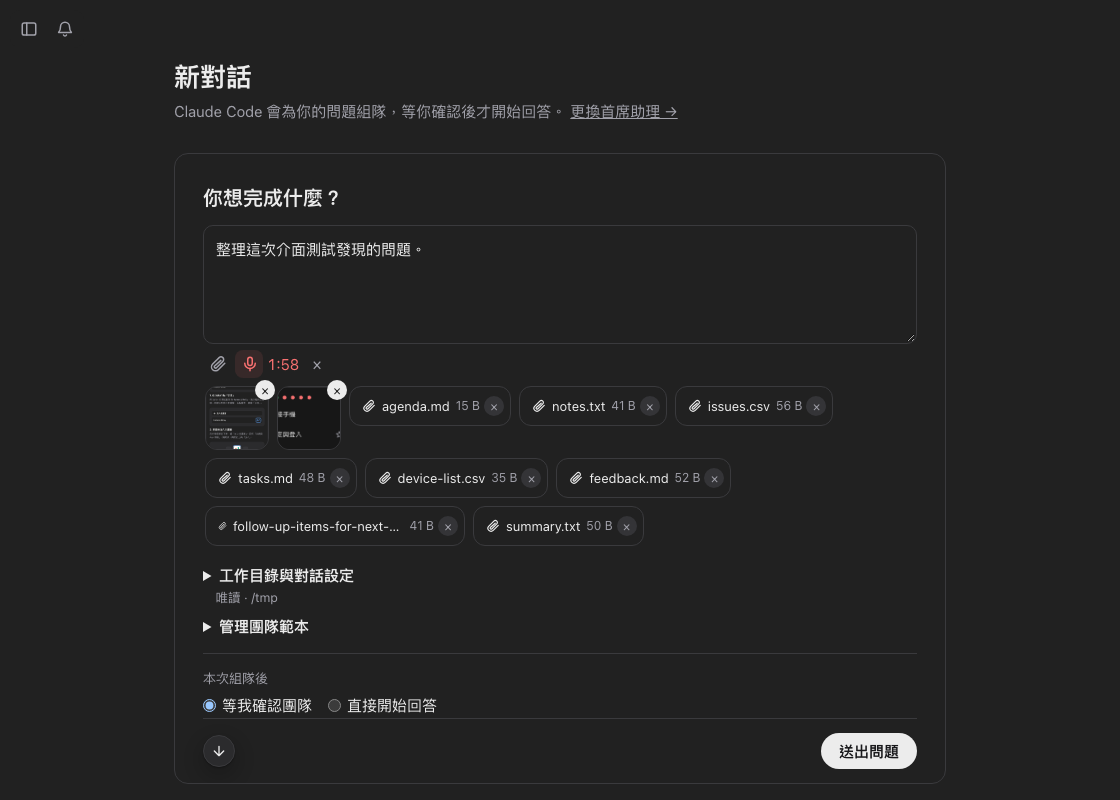 新對話
Claude Code 會為你的問題組隊，等你確認後才開始回答。 更換首席助理 →
你想完成什麼？
整理這次介面測試發現的問題。
1:58 ×
× × agenda.md 15 B × notes.txt 41 B × issues.csv 56 B ×
tasks.md 48 B × device-list.csv 35 B × feedback.md 52 B ×
follow-up-items-for-next-... 41 B × summary.txt 50 B ×
▶ 工作目錄與對話設定
唯讀 · /tmp
▶ 管理團隊範本
本次組隊後
等我確認團隊 直接開始回答
送出問題